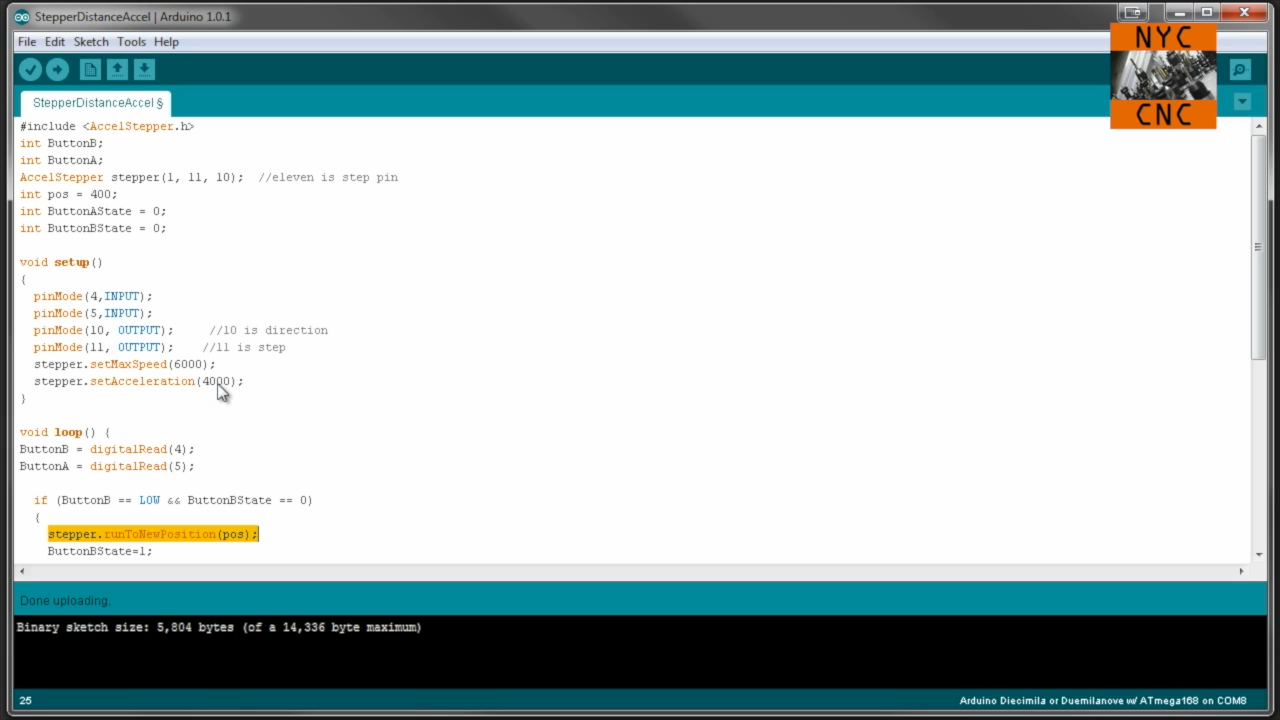 StepperDistanceAccel | Arduino 1.0.1
File Edit Sketch Tools Help
NYC
CNC
StepperDistanceAccel §
#include <AccelStepper.h>
int ButtonB;
int ButtonA;
AccelStepper stepper(1, 11, 10);  //eleven is step pin
int pos = 400;
int ButtonAState = 0;
int ButtonBState = 0;
void setup()
{
pinMode(4,INPUT);
pinMode(5,INPUT);
pinMode(10, OUTPUT);     //10 is direction
pinMode(11, OUTPUT);    //11 is step
stepper.setMaxSpeed(6000);
stepper.setAcceleration(4000);
}
void loop() {
ButtonB = digitalRead(4);
ButtonA = digitalRead(5);
if (ButtonB == LOW && ButtonBState == 0)
{
stepper.runToNewPosition(pos);
ButtonBState=1;
Done uploading.
Binary sketch size: 5,804 bytes (of a 14,336 byte maximum)
25
Arduino Diecimila or Duemilanove w/ ATmega168 on COM8